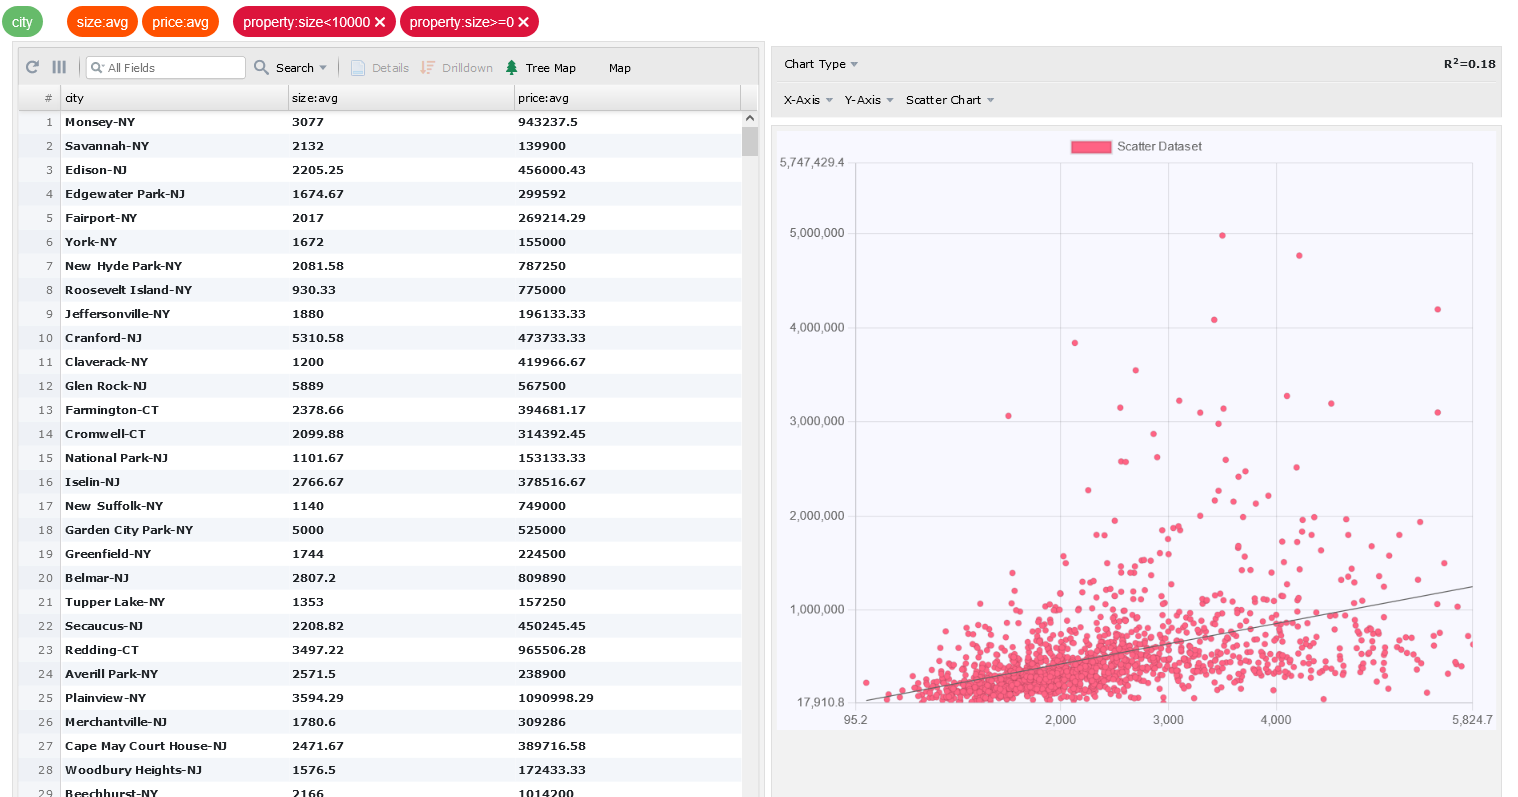 city size:avg price:avg property:size<10000 ✕ property:size>=0 ✕
All Fields Search Details Drilldown Tree Map Map
# city size:avg price:avg
1 Monsey-NY 3077 943237.5
2 Savannah-NY 2132 139900
3 Edison-NJ 2205.25 456000.43
4 Edgewater Park-NJ 1674.67 299592
5 Fairport-NY 2017 269214.29
6 York-NY 1672 155000
7 New Hyde Park-NY 2081.58 787250
8 Roosevelt Island-NY 930.33 775000
9 Jeffersonville-NY 1880 196133.33
10 Cranford-NJ 5310.58 473733.33
11 Claverack-NY 1200 419966.67
12 Glen Rock-NJ 5889 567500
13 Farmington-CT 2378.66 394681.17
14 Cromwell-CT 2099.88 314392.45
15 National Park-NJ 1101.67 153133.33
16 Iselin-NJ 2766.67 378516.67
17 New Suffolk-NY 1140 749000
18 Garden City Park-NY 5000 525000
19 Greenfield-NY 1744 224500
20 Belmar-NJ 2807.2 809890
21 Tupper Lake-NY 1353 157250
22 Secaucus-NJ 2208.82 450245.45
23 Redding-CT 3497.22 965506.28
24 Averill Park-NY 2571.5 238900
25 Plainview-NY 3594.29 1090998.29
26 Merchantville-NJ 1780.6 309286
27 Cape May Court House-NJ 2471.67 389716.58
28 Woodbury Heights-NJ 1576.5 172433.33
29 Beechhurst-NY 2166 1014200
Chart Type R²=0.18
X-Axis Y-Axis Scatter Chart
Scatter Dataset
5,747,429.4
5,000,000
4,000,000
3,000,000
2,000,000
1,000,000
17,910.8
95.2 2,000 3,000 4,000 5,824.7